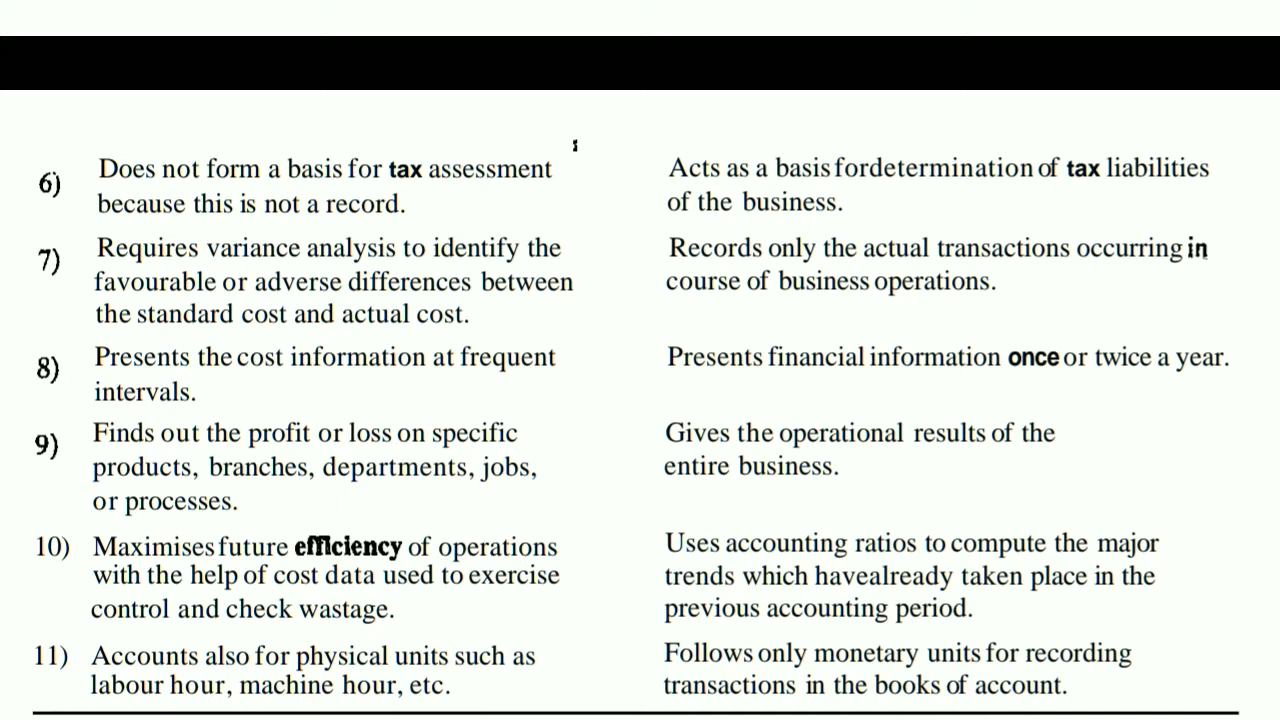 6) Does not form a basis for tax assessment
because this is not a record.
Acts as a basis fordetermination of tax liabilities
of the business.
7) Requires variance analysis to identify the
favourable or adverse differences between
the standard cost and actual cost.
Records only the actual transactions occurring in
course of business operations.
8) Presents the cost information at frequent
intervals.
Presents financial information once or twice a year.
9) Finds out the profit or loss on specific
products, branches, departments, jobs,
or processes.
Gives the operational results of the
entire business.
10) Maximises future efficiency of operations
with the help of cost data used to exercise
control and check wastage.
Uses accounting ratios to compute the major
trends which havealready taken place in the
previous accounting period.
11) Accounts also for physical units such as
labour hour, machine hour, etc.
Follows only monetary units for recording
transactions in the books of account.